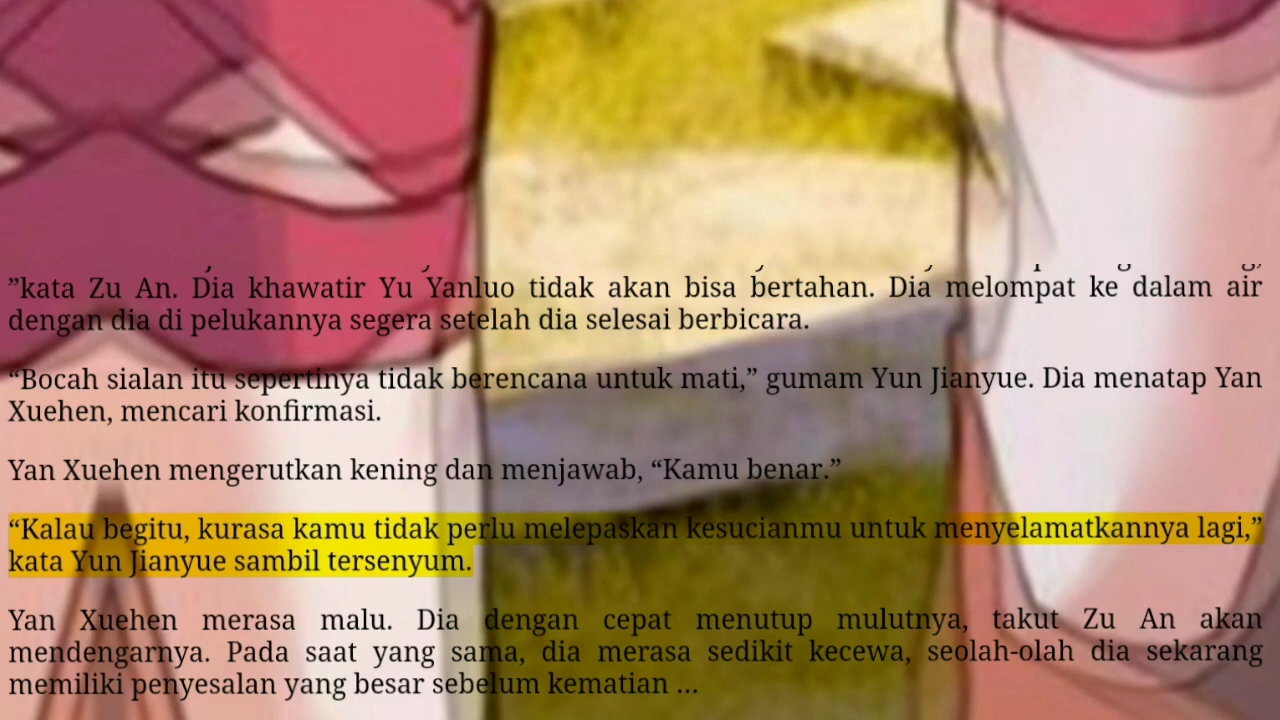 ”kata Zu An. Dia khawatir Yu Yanluo tidak akan bisa bertahan. Dia melompat ke dalam air
dengan dia di pelukannya segera setelah dia selesai berbicara.
“Bocah sialan itu sepertinya tidak berencana untuk mati,” gumam Yun Jianyue. Dia menatap Yan
Xuehen, mencari konfirmasi.
Yan Xuehen mengerutkan kening dan menjawab, “Kamu benar.”
“Kalau begitu, kurasa kamu tidak perlu melepaskan kesucianmu untuk menyelamatkannya lagi,”
kata Yun Jianyue sambil tersenyum.
Yan Xuehen merasa malu. Dia dengan cepat menutup mulutnya, takut Zu An akan
mendengarnya. Pada saat yang sama, dia merasa sedikit kecewa, seolah-olah dia sekarang
memiliki penyesalan yang besar sebelum kematian ...